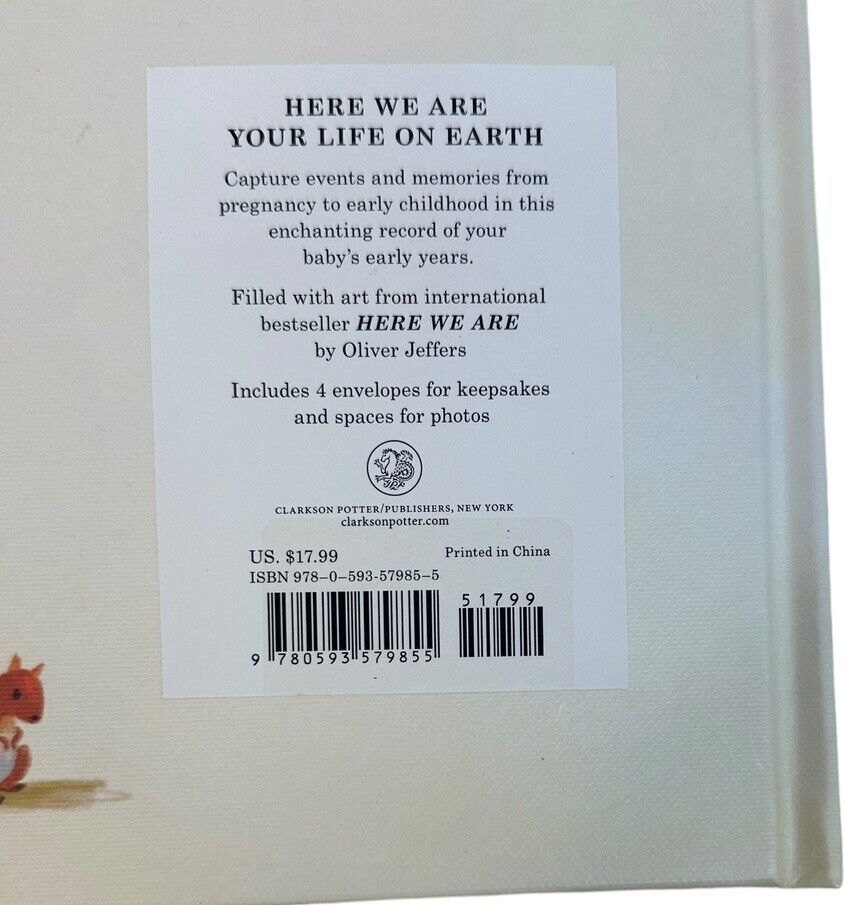 HERE WE ARE
YOUR LIFE ON EARTH
Capture events and memories from
pregnancy to early childhood in this
enchanting record of your
baby's early years.
Filled with art from international
bestseller HERE WE ARE
by Oliver Jeffers
Includes 4 envelopes for keepsakes
and spaces for photos
CLARKSON POTTER/PUBLISHERS, NEW YORK
clarksonpotter.com
US. $17.99 Printed in China
ISBN 978–0–593–57985–5
51799
9 780593 579855